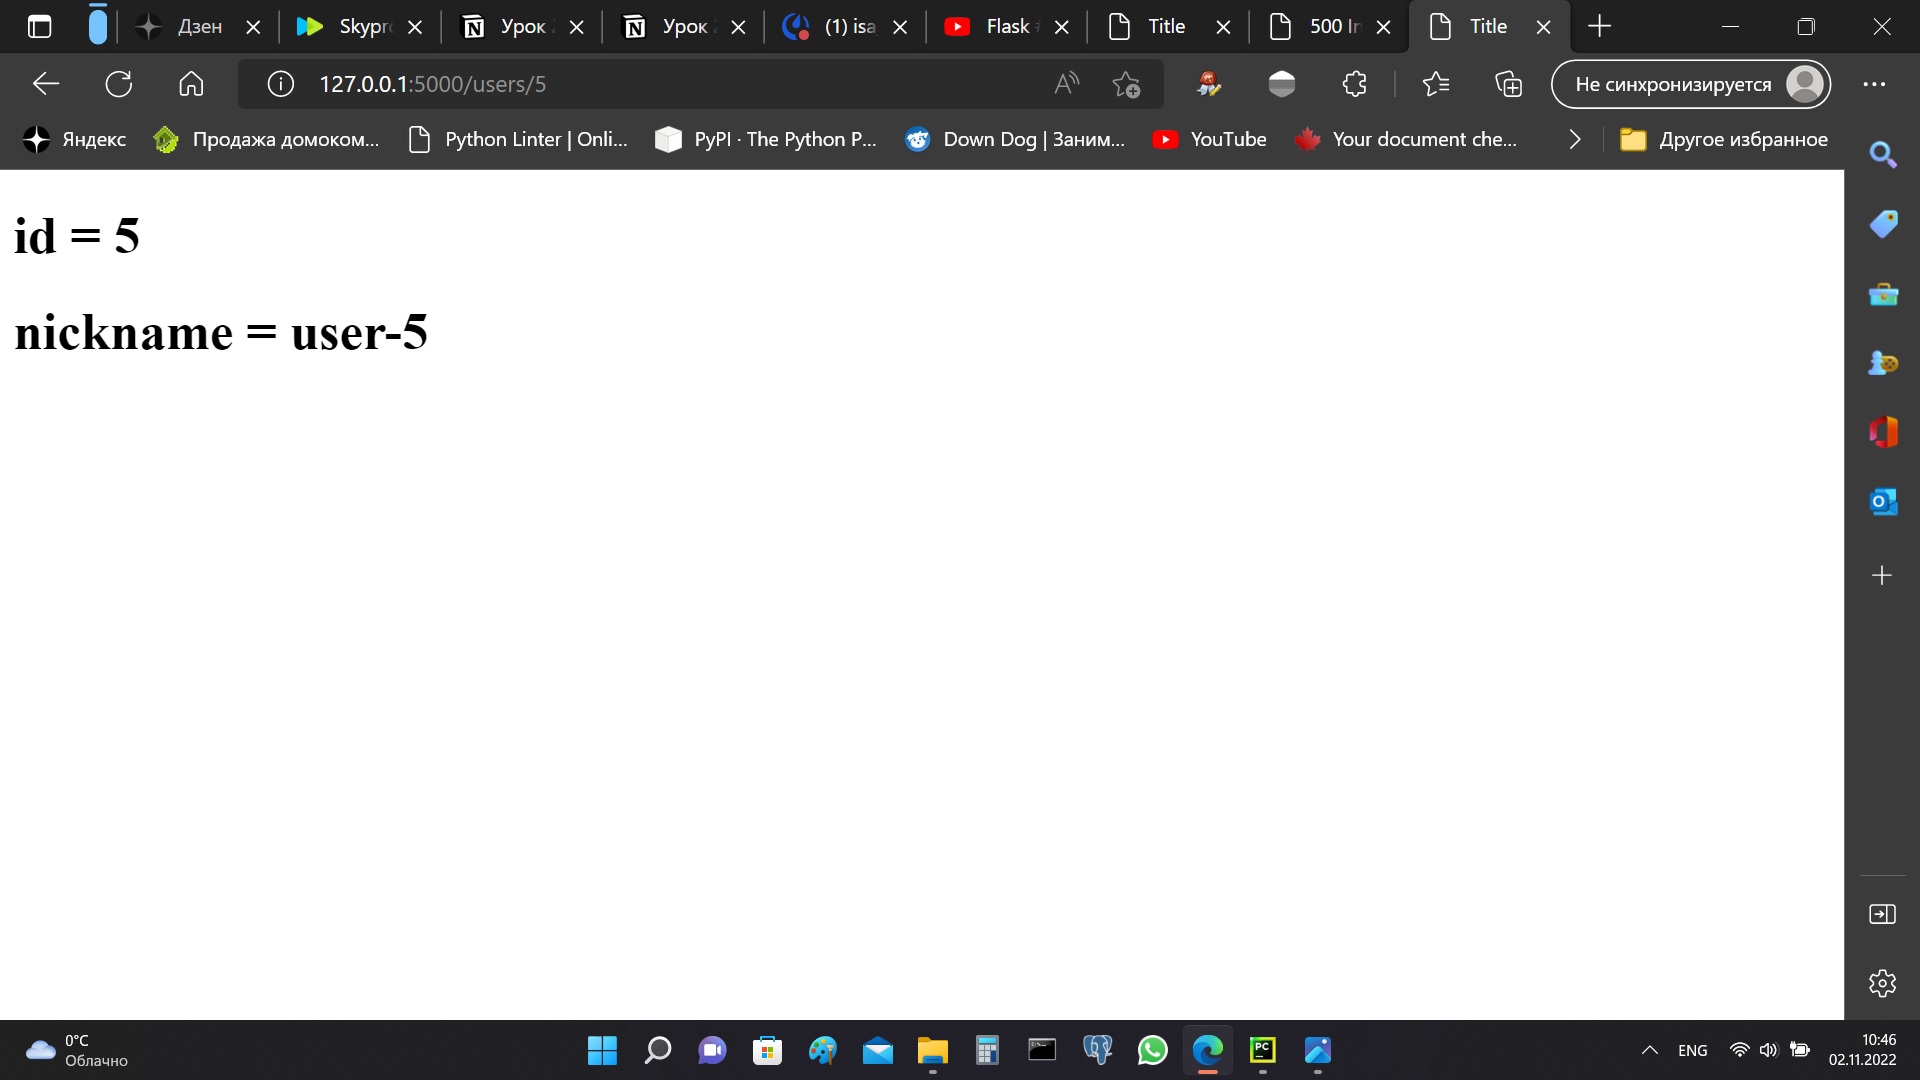 Дзен
Skypr
Урок
Урок
(1) isa
Flask
Title
500 In
Title
127.0.0.1:5000/users/5
Не синхронизируется
Яндекс
Продажа домоком...
Python Linter | Onli...
PyPI · The Python P...
Down Dog | Заним...
YouTube
Your document che...
Другое избранное
id = 5
nickname = user-5
0°C
Облачно
ENG
10:46
02.11.2022